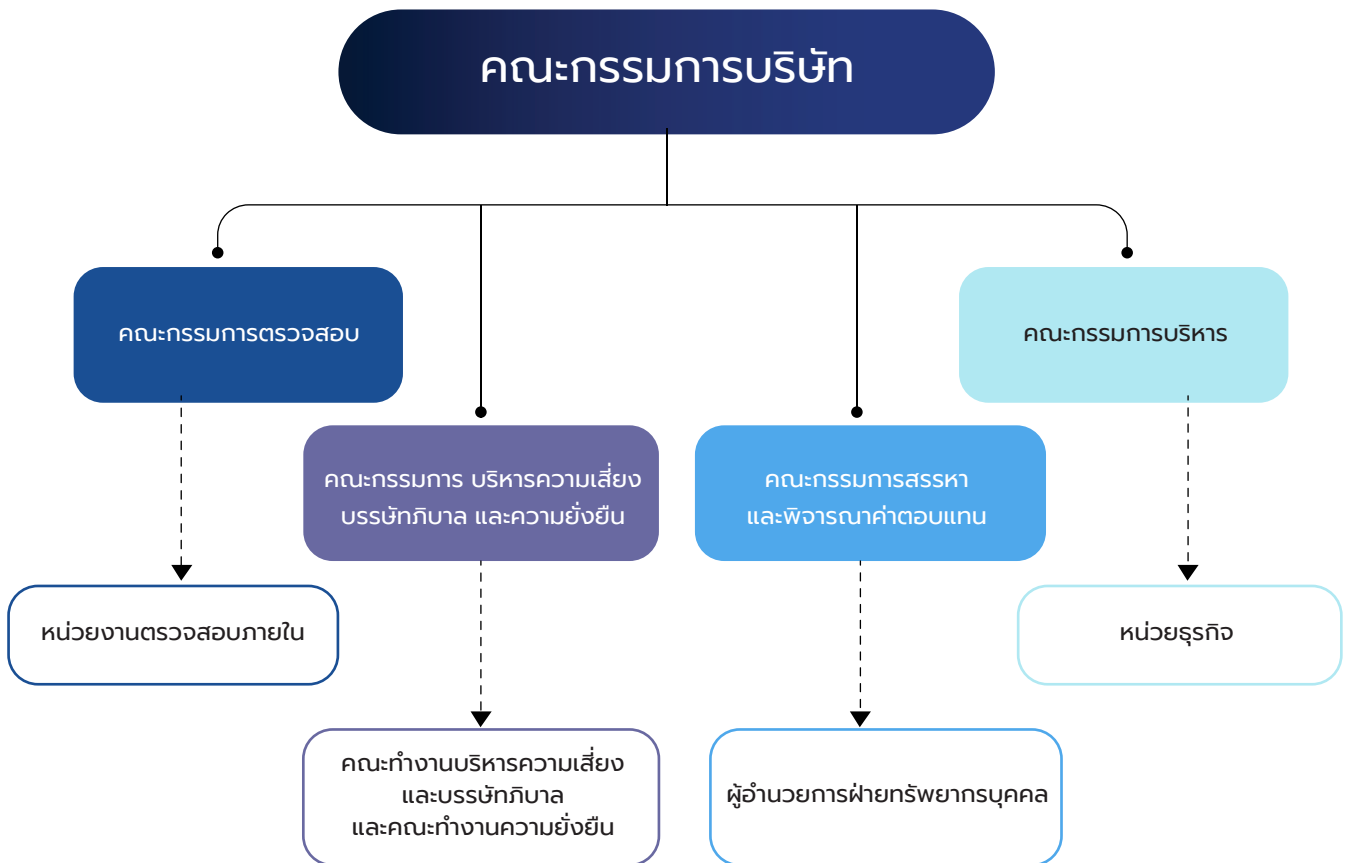 คณะกรรมการบริษัท
คณะกรรมการตรวจสอบ
คณะกรรมการบริหาร
คณะกรรมการ บริหารความเสี่ยง
บรรษัทภิบาล และความยั่งยืน
คณะกรรมการสรรหา
และพิจารณาค่าตอบแทน
หน่วยงานตรวจสอบภายใน
หน่วยธุรกิจ
คณะทำงานบริหารความเสี่ยง
และบรรษัทภิบาล
และคณะทำงานความยั่งยืน
ผู้อำนวยการฝ่ายทรัพยากรบุคคล